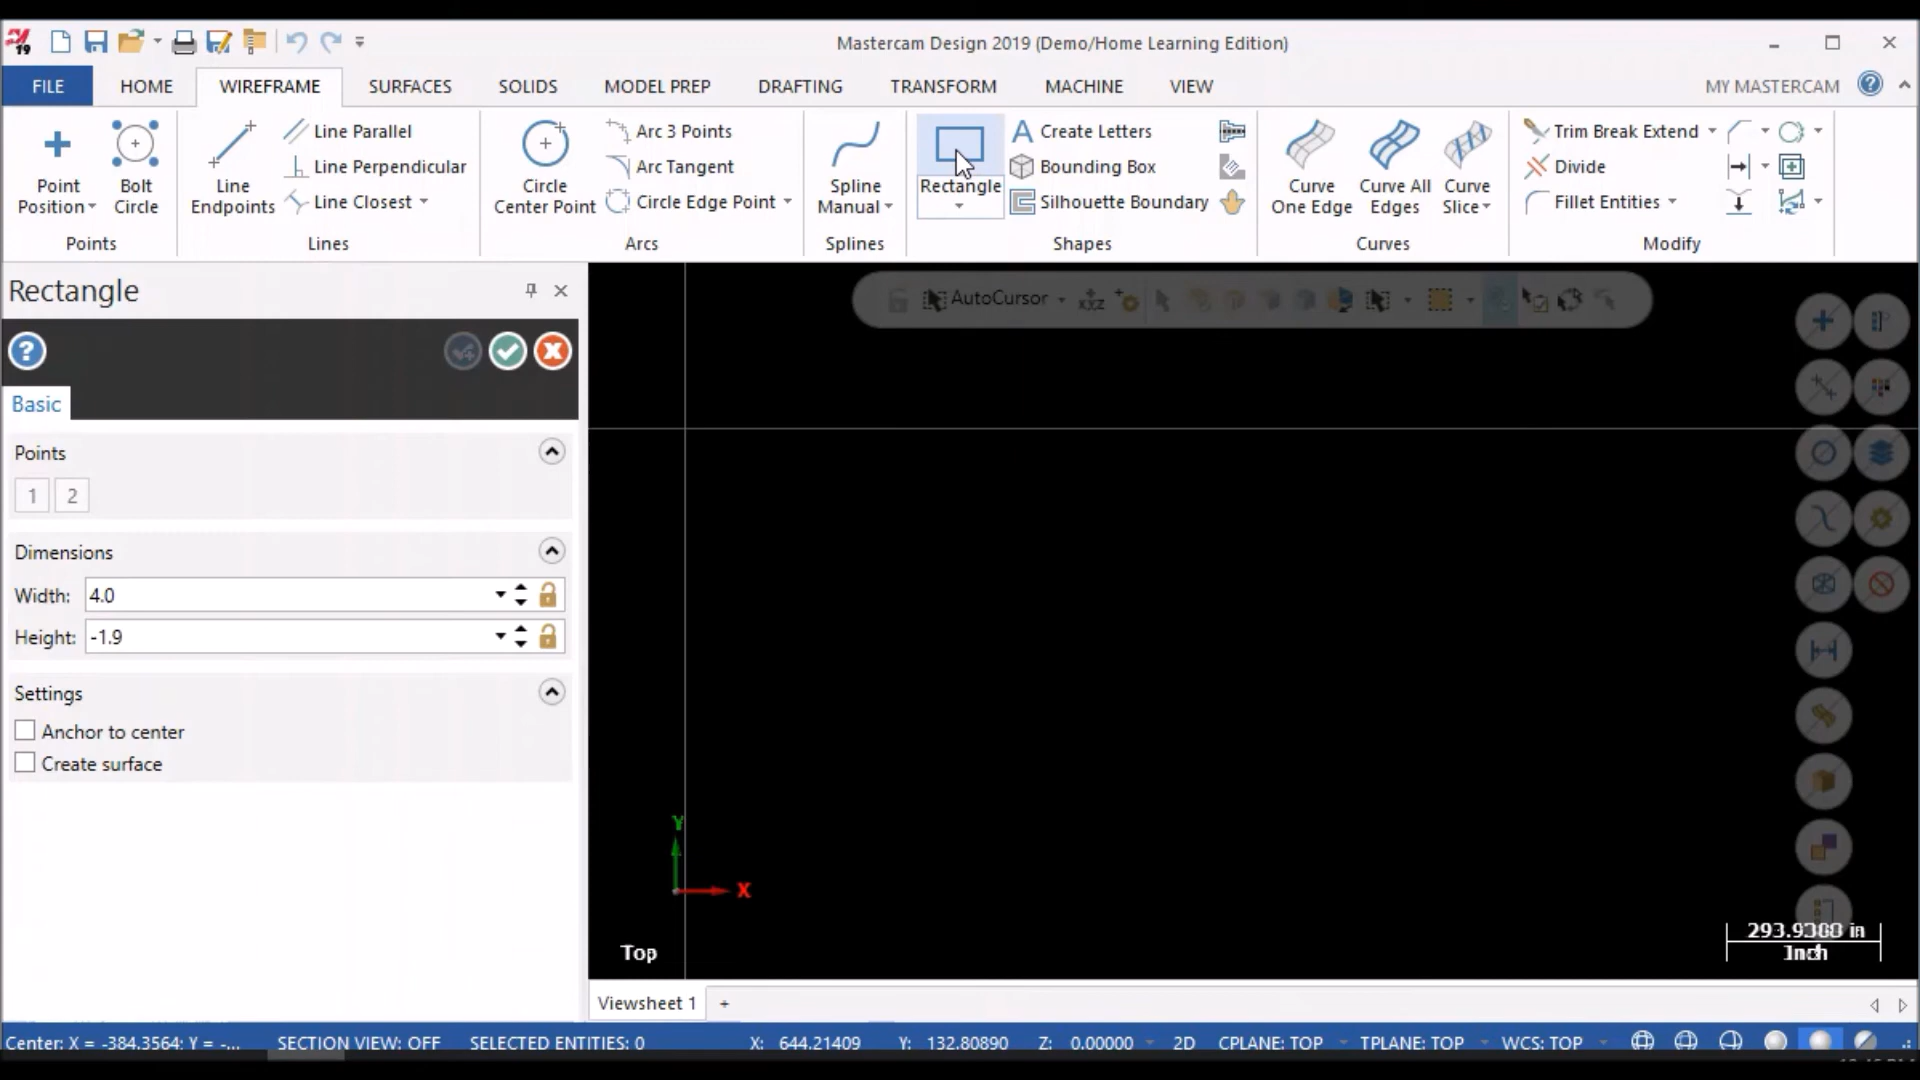 19
Mastercam Design 2019 (Demo/Home Learning Edition)
FILE HOME WIREFRAME SURFACES SOLIDS MODEL PREP DRAFTING TRANSFORM MACHINE VIEW MY MASTERCAM ?
Point Position
Bolt Circle
Points
Line Endpoints
Line Parallel
Line Perpendicular
Line Closest
Lines
Circle Center Point
Arc 3 Points
Arc Tangent
Circle Edge Point
Arcs
Spline Manual
Splines
Rectangle
Create Letters
Bounding Box
Silhouette Boundary
Shapes
Curve One Edge
Curve All Edges
Curve Slice
Curves
Trim Break Extend
Divide
Fillet Entities
Modify
Rectangle
?
Basic
Points
1 2
Dimensions
Width: 4.0
Height: -1.9
Settings
Anchor to center
Create surface
AutoCursor
XYZ
Y
X
Top
Inch
Viewsheet 1 +
Center: X = -384.3564; Y = -...
SECTION VIEW: OFF SELECTED ENTITIES: 0 X: 644.21409 Y: 132.80890 Z: 0.00000 2D CPLANE: TOP TPLANE: TOP WCS: TOP